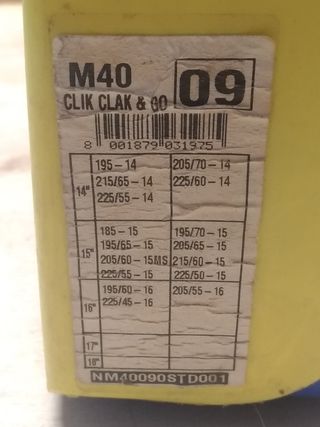 M40
CLIK CLAK & GO
09
8 001879 031975
14"
195-14 205/70-14
215/65-14 225/60-14
225/55-14
15"
185-15 195/70-15
195/65-15 205/65-15
205/60-15MS 215/60-15
225/55-15 225/50-15
16"
195/60-16 205/55-16
225/45-16
17"
18"
NM40090STD001